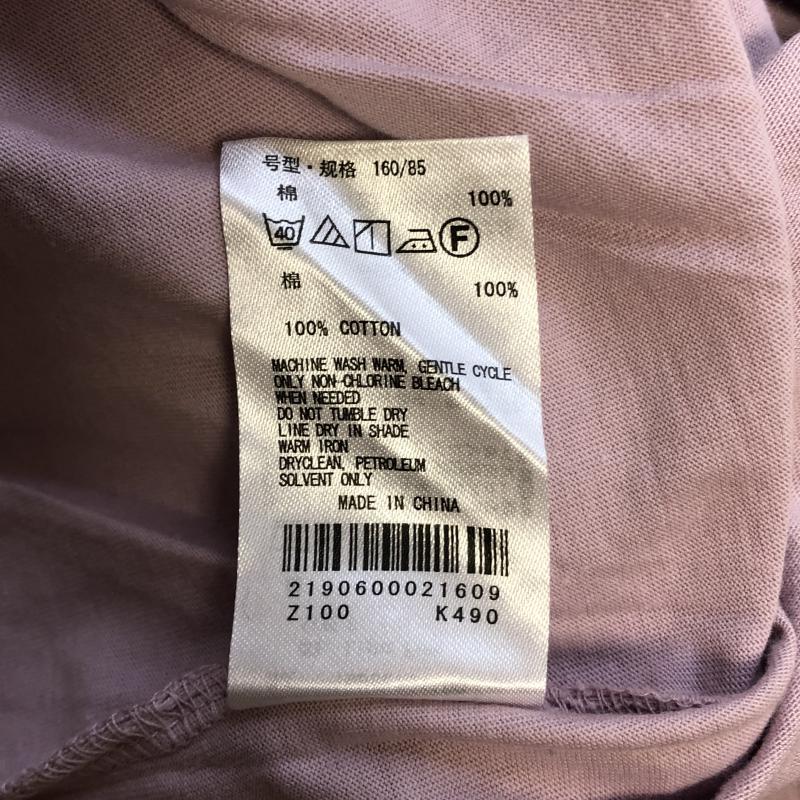 号型·规格 160/85
棉 100%
40 F
棉 100%
100% COTTON
MACHINE WASH WARM, GENTLE CYCLE
ONLY NON-CHLORINE BLEACH
WHEN NEEDED
DO NOT TUMBLE DRY
LINE DRY IN SHADE
WARM IRON
DRYCLEAN, PETROLEUM
SOLVENT ONLY
MADE IN CHINA
2190600021609
Z100 K490